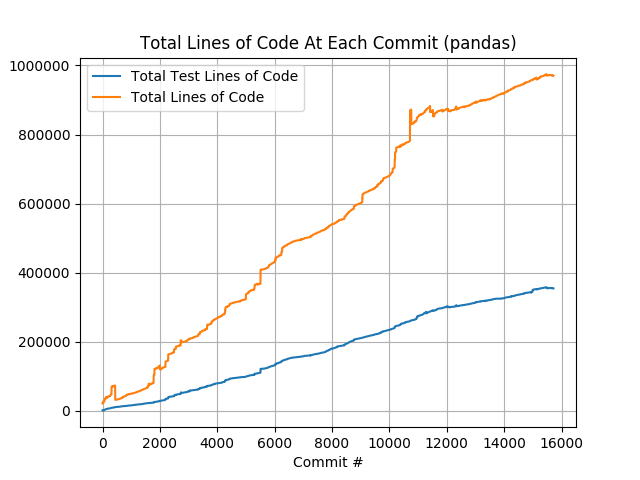 Total Lines of Code At Each Commit (pandas)
Total Test Lines of Code
Total Lines of Code
1000000
800000
600000
400000
200000
0
0 2000 4000 6000 8000 10000 12000 14000 16000
Commit #